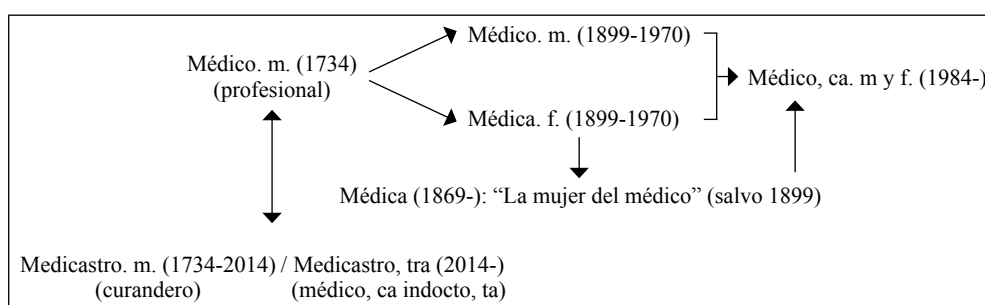 Médico. m. (1899-1970)
Médico. m. (1734)
(profesional)
Médico, ca. m y f. (1984-)
Médica. f. (1899-1970)
Médica (1869-): “La mujer del médico” (salvo 1899)
Medicastro. m. (1734-2014) / Medicastro, tra (2014-)
(curandero) (médico, ca indocto, ta)